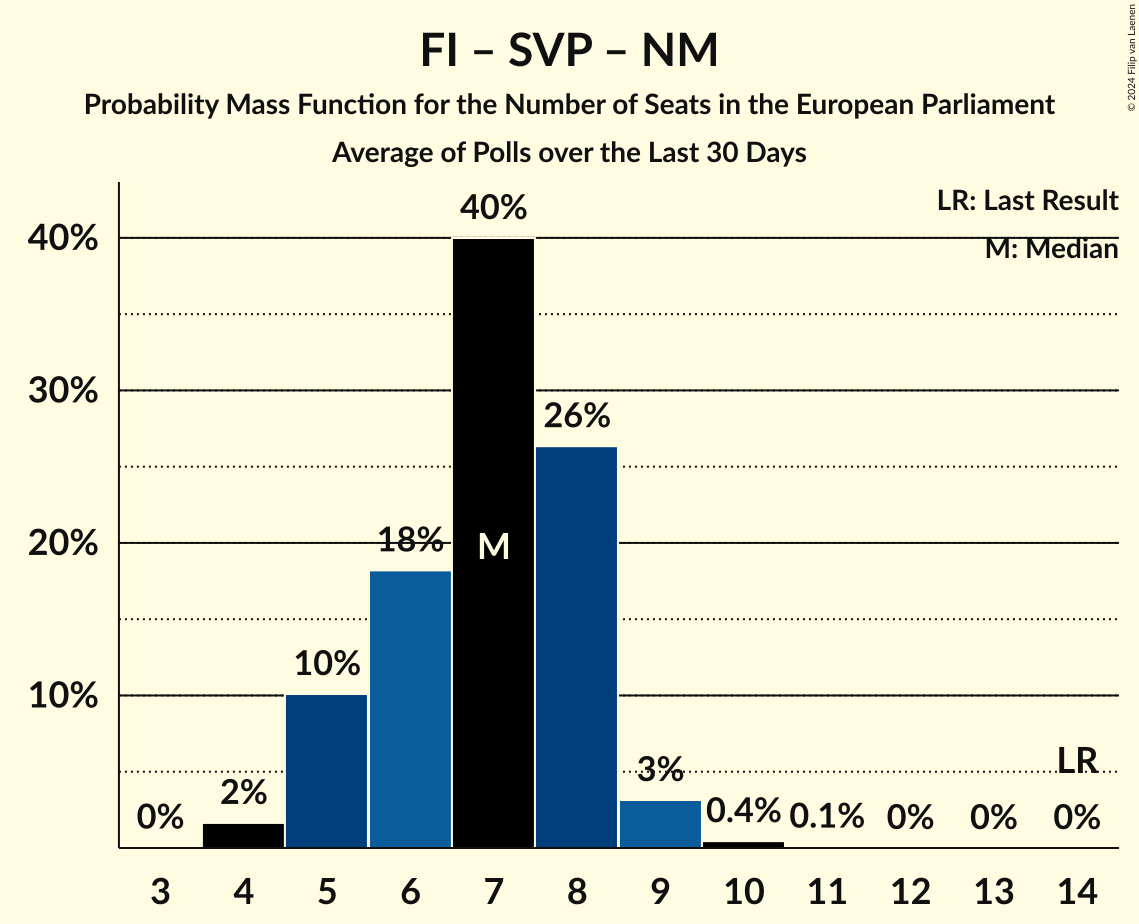 FI – SVP – NM
Probability Mass Function for the Number of Seats in the European Parliament
Average of Polls over the Last 30 Days
© 2024 Filip van Laenen
LR: Last Result
M: Median
40%
30%
20%
10%
0%
2%
10%
18%
40%
M
26%
3%
0.4%
0.1%
0%
0%
LR
0%
3 4 5 6 7 8 9 10 11 12 13 14